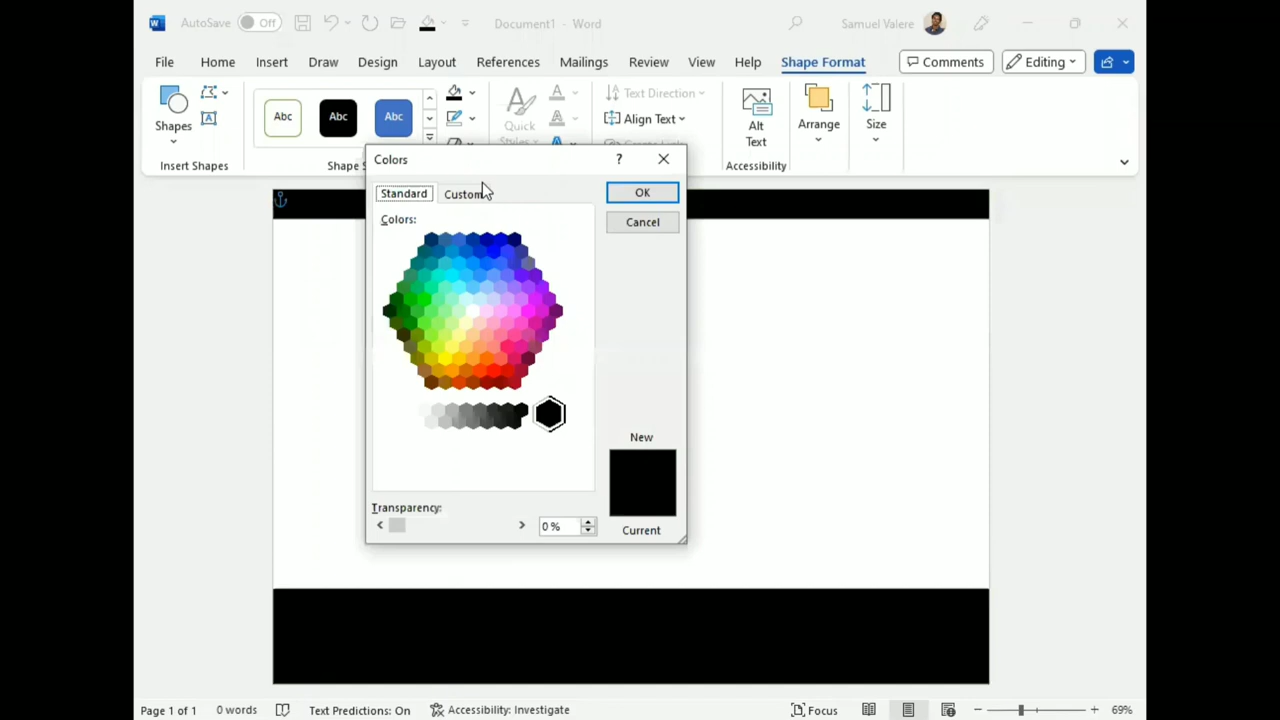 AutoSave Off Document1 - Word Samuel Valere
File Home Insert Draw Design Layout References Mailings Review View Help Shape Format Comments Editing
Shapes
Insert Shapes
Abc Abc Abc
Quick
Text Direction
Align Text
Alt
Text
Accessibility
Arrange
Size
Colors ?
Standard Custom
OK
Cancel
Colors:
New
Current
Transparency:
0 %
Page 1 of 1 0 words Text Predictions: On Accessibility: Investigate Focus 69%